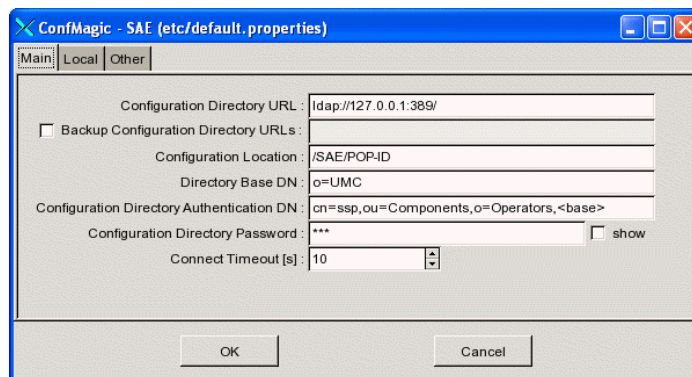 ConfMagic - SAE (etc/default.properties)
Main Local Other
Configuration Directory URL : ldap://127.0.0.1:389/
Backup Configuration Directory URLs :
Configuration Location : /SAE/POP-ID
Directory Base DN : o=UMC
Configuration Directory Authentication DN : cn=ssp,ou=Components,o=Operators,<base>
Configuration Directory Password : *** show
Connect Timeout [s] : 10
OK Cancel